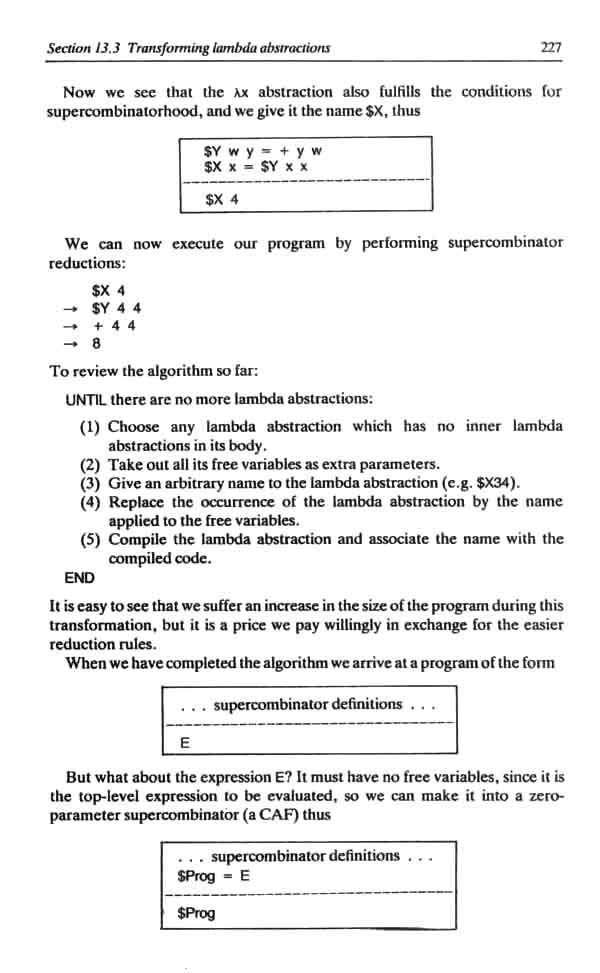 Section 13.3 Transforming lambda abstractions 227
Now we see that the λx abstraction also fulfills the conditions for
supercombinatorhood, and we give it the name $X, thus
$Y w y = + y w
$X x = $Y x x
$X 4
We can now execute our program by performing supercombinator
reductions:
$X 4
→ $Y 4 4
→ + 4 4
→ 8
To review the algorithm so far:
UNTIL there are no more lambda abstractions:
(1) Choose any lambda abstraction which has no inner lambda
abstractions in its body.
(2) Take out all its free variables as extra parameters.
(3) Give an arbitrary name to the lambda abstraction (e.g. $X34).
(4) Replace the occurrence of the lambda abstraction by the name
applied to the free variables.
(5) Compile the lambda abstraction and associate the name with the
compiled code.
END
It is easy to see that we suffer an increase in the size of the program during this
transformation, but it is a price we pay willingly in exchange for the easier
reduction rules.
When we have completed the algorithm we arrive at a program of the form
. . . supercombinator definitions . . .
E
But what about the expression E? It must have no free variables, since it is
the top-level expression to be evaluated, so we can make it into a zero-
parameter supercombinator (a CAF) thus
. . . supercombinator definitions . . .
$Prog = E
$Prog